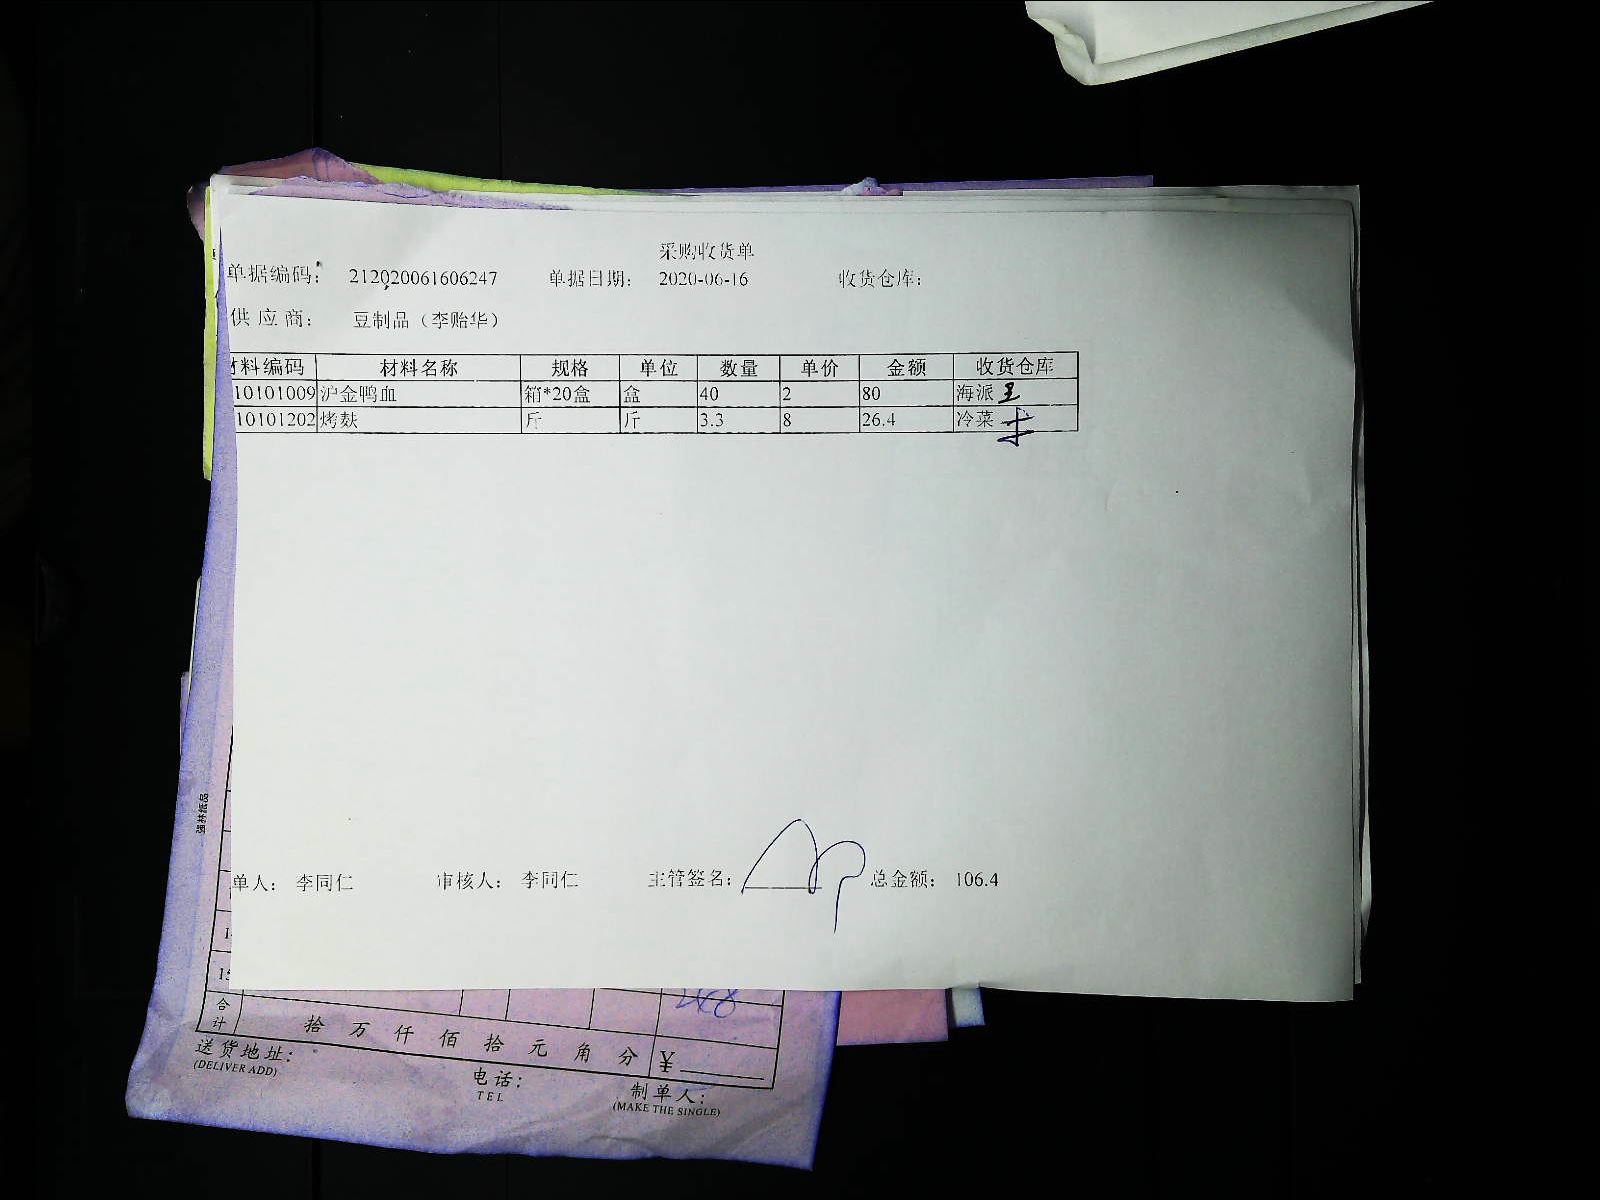 采购收货单
单据编码： 212020061606247 单据日期： 2020-06-16 收货仓库：
供应商： 豆制品（李贻华）
材料编码 材料名称 规格 单位 数量 单价 金额 收货仓库
10101009 沪金鸭血 箱*20盒 盒 40 2 80 海派
10101202 烤麸 斤 斤 3.3 8 26.4 冷菜
单人： 李同仁 审核人： 李同仁 主管签名： 总金额： 106.4
强林纸品
15
合计 拾 万 仟 佰 拾 元 角 分 ¥
送货地址：
(DELIVER ADD)
电话：
TEL
制单人：
(MAKE THE SINGLE)